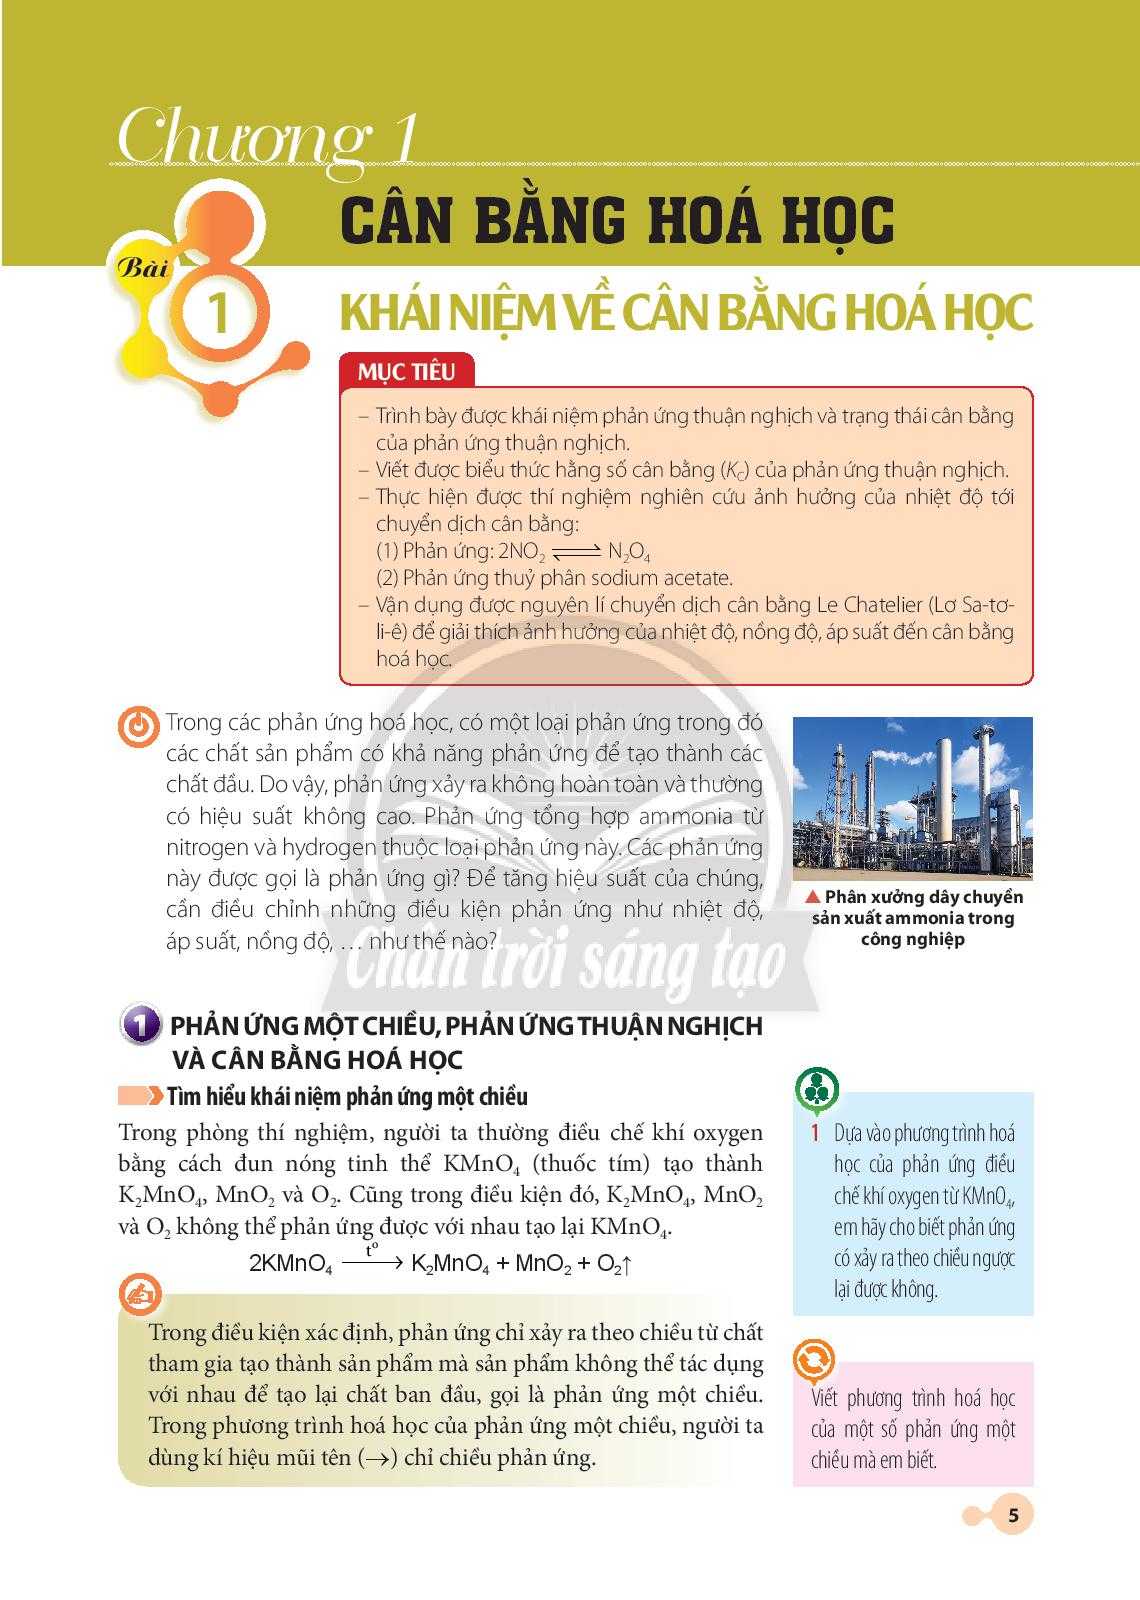 Chương 1
CÂN BẰNG HOÁ HỌC
Bài
1
KHÁI NIỆM VỀ CÂN BẰNG HOÁ HỌC
MỤC TIÊU
– Trình bày được khái niệm phản ứng thuận nghịch và trạng thái cân bằng
của phản ứng thuận nghịch.
– Viết được biểu thức hằng số cân bằng (K_C) của phản ứng thuận nghịch.
– Thực hiện được thí nghiệm nghiên cứu ảnh hưởng của nhiệt độ tới
chuyển dịch cân bằng:
(1) Phản ứng: 2NO₂ ⇌ N₂O₄
(2) Phản ứng thuỷ phân sodium acetate.
– Vận dụng được nguyên lí chuyển dịch cân bằng Le Chatelier (Lơ Sa-tơ-
li-ê) để giải thích ảnh hưởng của nhiệt độ, nồng độ, áp suất đến cân bằng
hoá học.
Trong các phản ứng hoá học, có một loại phản ứng trong đó
các chất sản phẩm có khả năng phản ứng để tạo thành các
chất đầu. Do vậy, phản ứng xảy ra không hoàn toàn và thường
có hiệu suất không cao. Phản ứng tổng hợp ammonia từ
nitrogen và hydrogen thuộc loại phản ứng này. Các phản ứng
này được gọi là phản ứng gì? Để tăng hiệu suất của chúng,
cần điều chỉnh những điều kiện phản ứng như nhiệt độ,
áp suất, nồng độ, … như thế nào?
▲ Phân xưởng dây chuyền
sản xuất ammonia trong
công nghiệp
Chân trời sáng tạo
1 PHẢN ỨNG MỘT CHIỀU, PHẢN ỨNG THUẬN NGHỊCH
VÀ CÂN BẰNG HOÁ HỌC
Tìm hiểu khái niệm phản ứng một chiều
Trong phòng thí nghiệm, người ta thường điều chế khí oxygen
bằng cách đun nóng tinh thể KMnO₄ (thuốc tím) tạo thành
K₂MnO₄, MnO₂ và O₂. Cũng trong điều kiện đó, K₂MnO₄, MnO₂
và O₂ không thể phản ứng được với nhau tạo lại KMnO₄.
2KMnO₄ —t°→ K₂MnO₄ + MnO₂ + O₂↑
Trong điều kiện xác định, phản ứng chỉ xảy ra theo chiều từ chất
tham gia tạo thành sản phẩm mà sản phẩm không thể tác dụng
với nhau để tạo lại chất ban đầu, gọi là phản ứng một chiều.
Trong phương trình hoá học của phản ứng một chiều, người ta
dùng kí hiệu mũi tên (→) chỉ chiều phản ứng.
1 Dựa vào phương trình hoá
học của phản ứng điều
chế khí oxygen từ KMnO₄,
em hãy cho biết phản ứng
có xảy ra theo chiều ngược
lại được không.
Viết phương trình hoá học
của một số phản ứng một
chiều mà em biết.
5